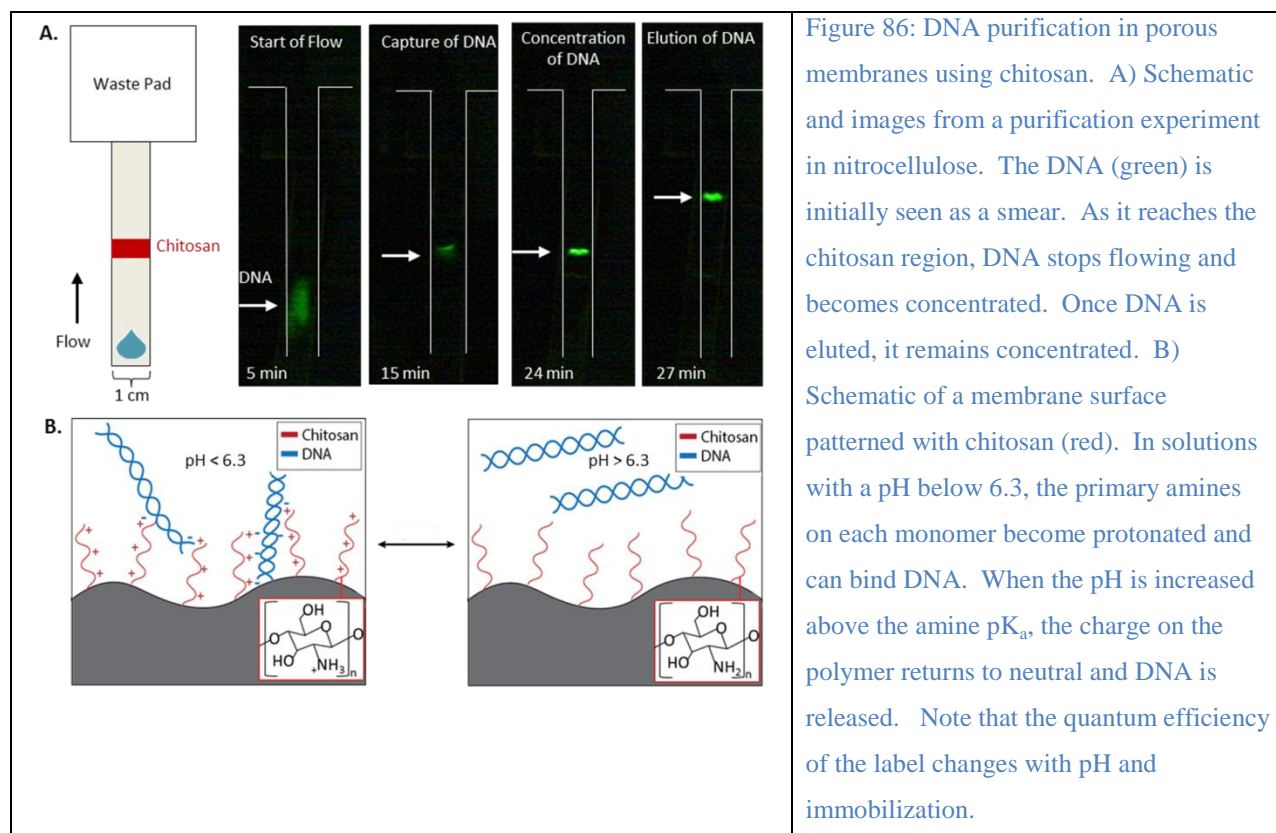 A.
Waste Pad
Chitosan
Flow
1 cm
Start of Flow
DNA
5 min
Capture of DNA
15 min
Concentration
of DNA
24 min
Elution of DNA
27 min
B.
pH < 6.3
Chitosan
DNA
- - - - - - -
+ + + + + + + + + + + + + + + +
OH
O
O
O
HO
+NH3
n
pH > 6.3
Chitosan
DNA
OH
O
O
O
HO
NH2
n
Figure 86: DNA purification in porous
membranes using chitosan. A) Schematic
and images from a purification experiment
in nitrocellulose. The DNA (green) is
initially seen as a smear. As it reaches the
chitosan region, DNA stops flowing and
becomes concentrated. Once DNA is
eluted, it remains concentrated. B)
Schematic of a membrane surface
patterned with chitosan (red). In solutions
with a pH below 6.3, the primary amines
on each monomer become protonated and
can bind DNA. When the pH is increased
above the amine pKa, the charge on the
polymer returns to neutral and DNA is
released. Note that the quantum efficiency
of the label changes with pH and
immobilization.